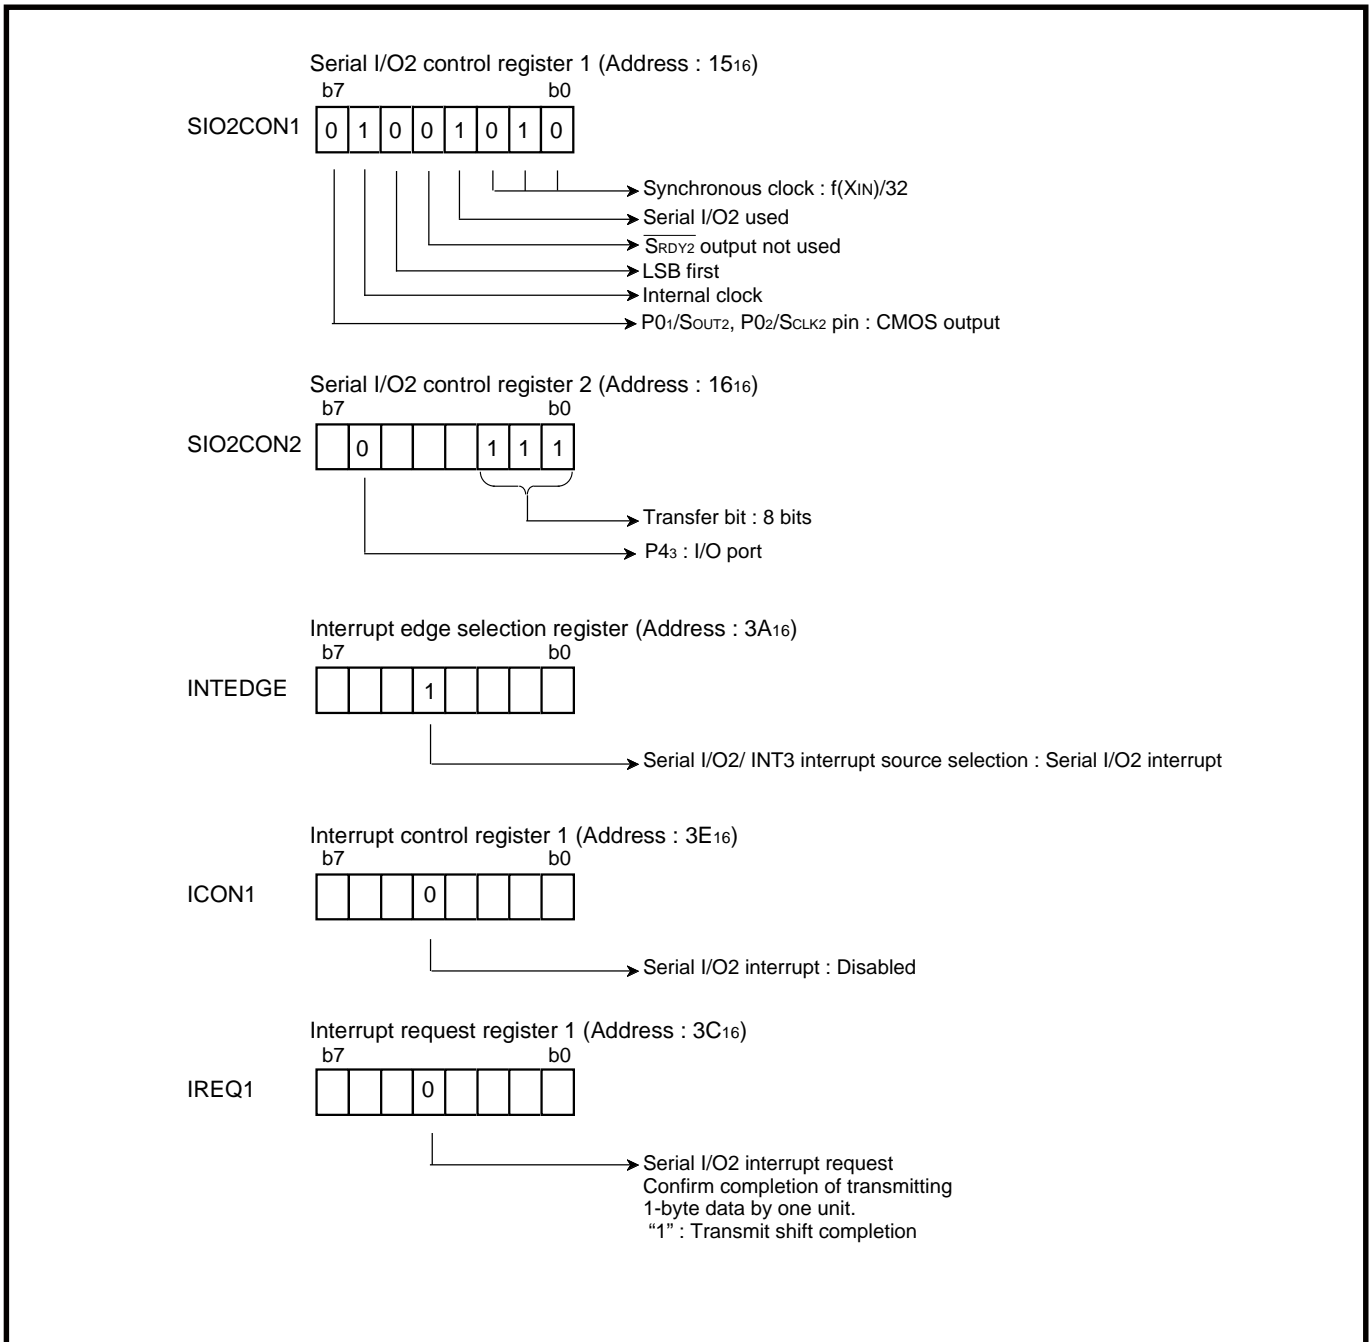 Serial I/O2 control register 1 (Address : 1516)
b7 b0
SIO2CON1 0 1 0 0 1 0 1 0
Synchronous clock : f(XIN)/32
Serial I/O2 used
SRDY2 output not used
LSB first
Internal clock
P01/SOUT2, P02/SCLK2 pin : CMOS output
Serial I/O2 control register 2 (Address : 1616)
b7 b0
SIO2CON2 0 1 1 1
Transfer bit : 8 bits
P43 : I/O port
Interrupt edge selection register (Address : 3A16)
b7 b0
INTEDGE 1
Serial I/O2/ INT3 interrupt source selection : Serial I/O2 interrupt
Interrupt control register 1 (Address : 3E16)
b7 b0
ICON1 0
Serial I/O2 interrupt : Disabled
Interrupt request register 1 (Address : 3C16)
b7 b0
IREQ1 0
Serial I/O2 interrupt request
Confirm completion of transmitting
1-byte data by one unit.
“1” : Transmit shift completion